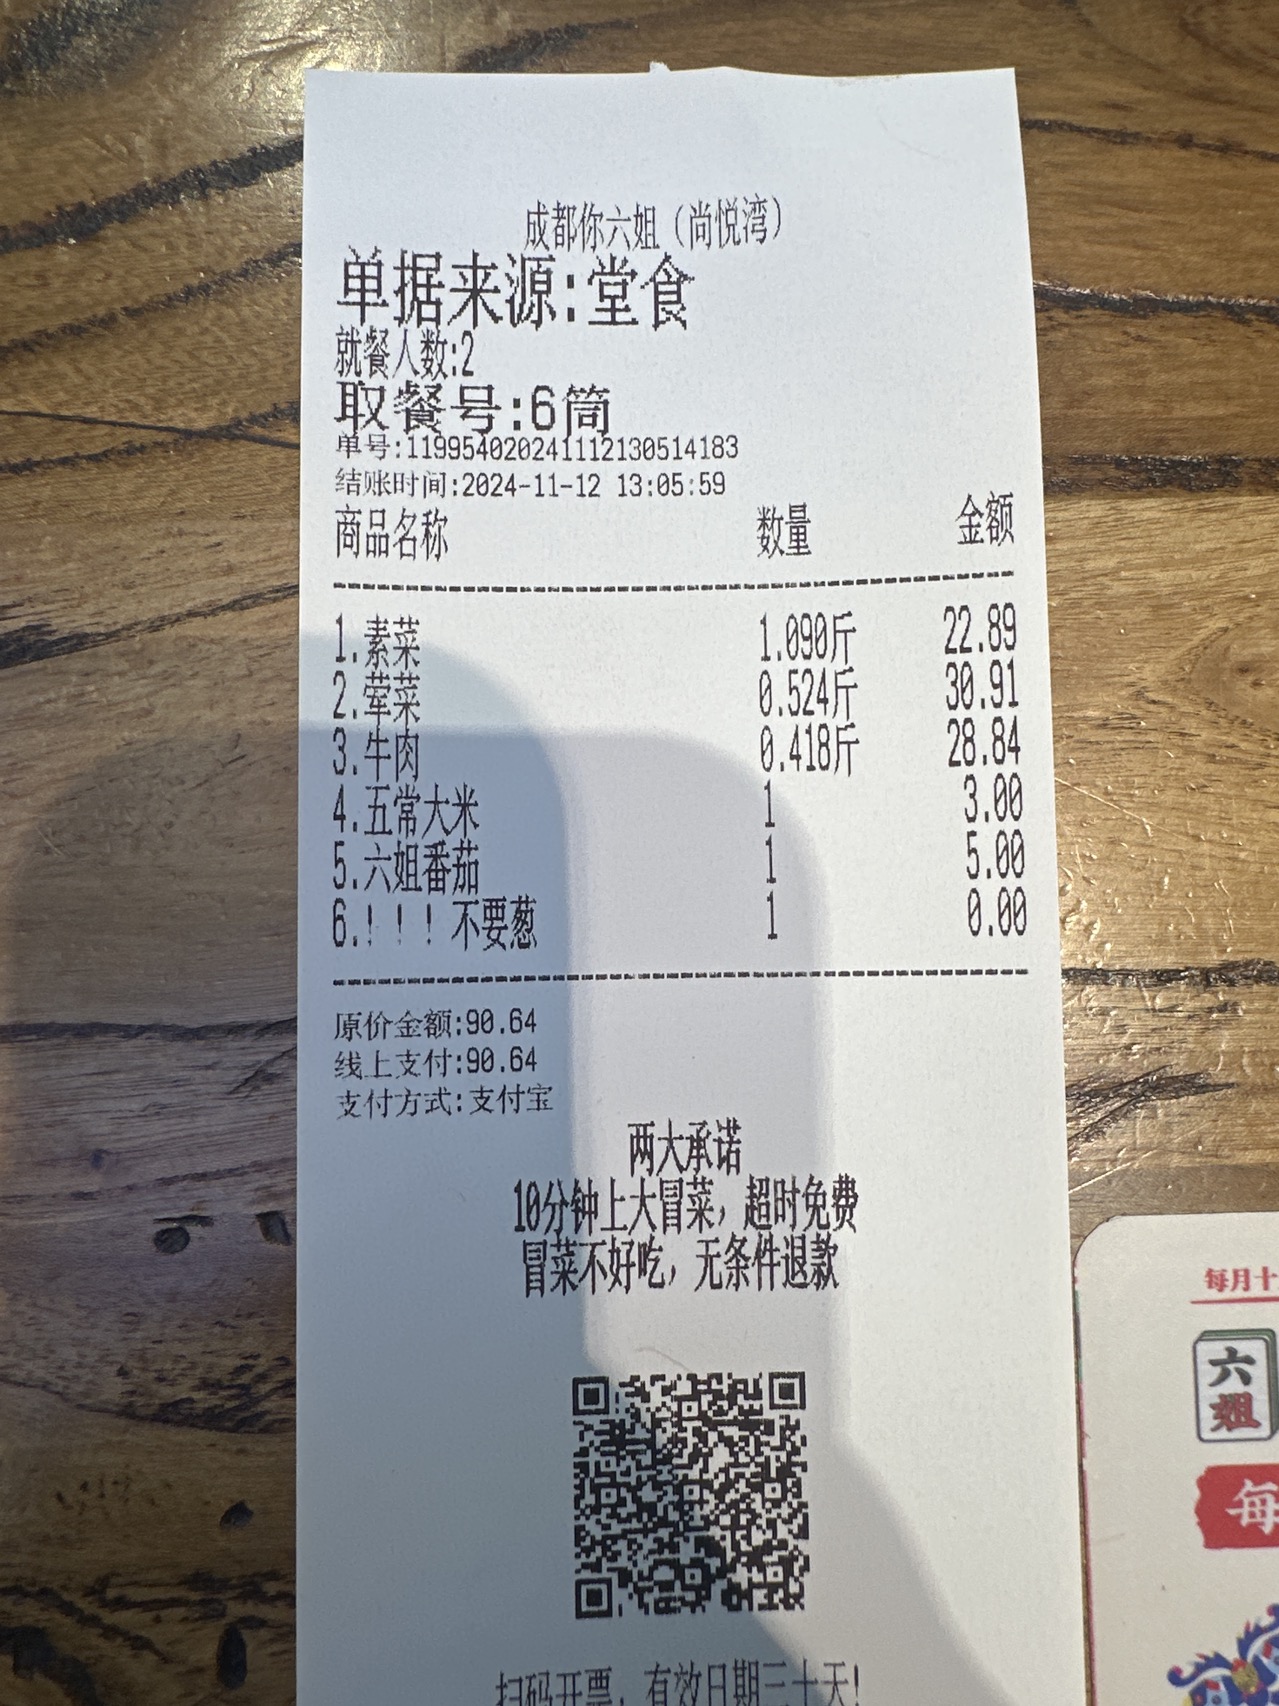 成都你六姐（尚悦湾）
单据来源:堂食
就餐人数:2
取餐号:6筒
单号:11995402024111213​0514183
结账时间:2024-11-12 13:05:59
商品名称 数量 金额
1.素菜 1.090斤 22.89
2.荤菜 0.524斤 30.91
3.牛肉 0.418斤 28.84
4.五常大米 1 3.00
5.六姐番茄 1 5.00
6.！！！不要葱 1 0.00
原价金额:90.64
线上支付:90.64
支付方式:支付宝
两大承诺
10分钟上大冒菜，超时免费
冒菜不好吃，无条件退款
扫码开票，有效日期三十天!
每月十
六姐
每